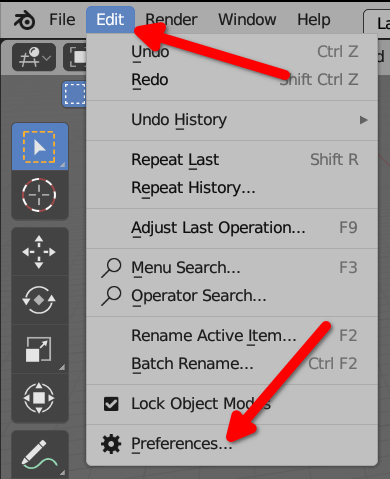 File Edit Render Window Help La
Undo Ctrl Z
Redo Shift Ctrl Z
Undo History
Repeat Last Shift R
Repeat History...
Adjust Last Operation... F9
Menu Search... F3
Operator Search...
Rename Active Item... F2
Batch Rename... Ctrl F2
Lock Object Modes
Preferences...